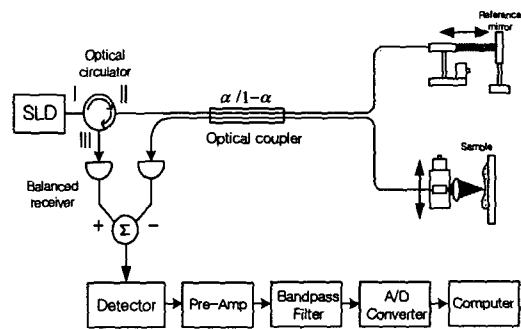 Reference
mirror
Optical
circulator
I
II
α /1-α
SLD
Optical coupler
III
Sample
Balanced
receiver
+
Σ
-
Detector
Pre-Amp
Bandpass
Filter
A/D
Converter
Computer